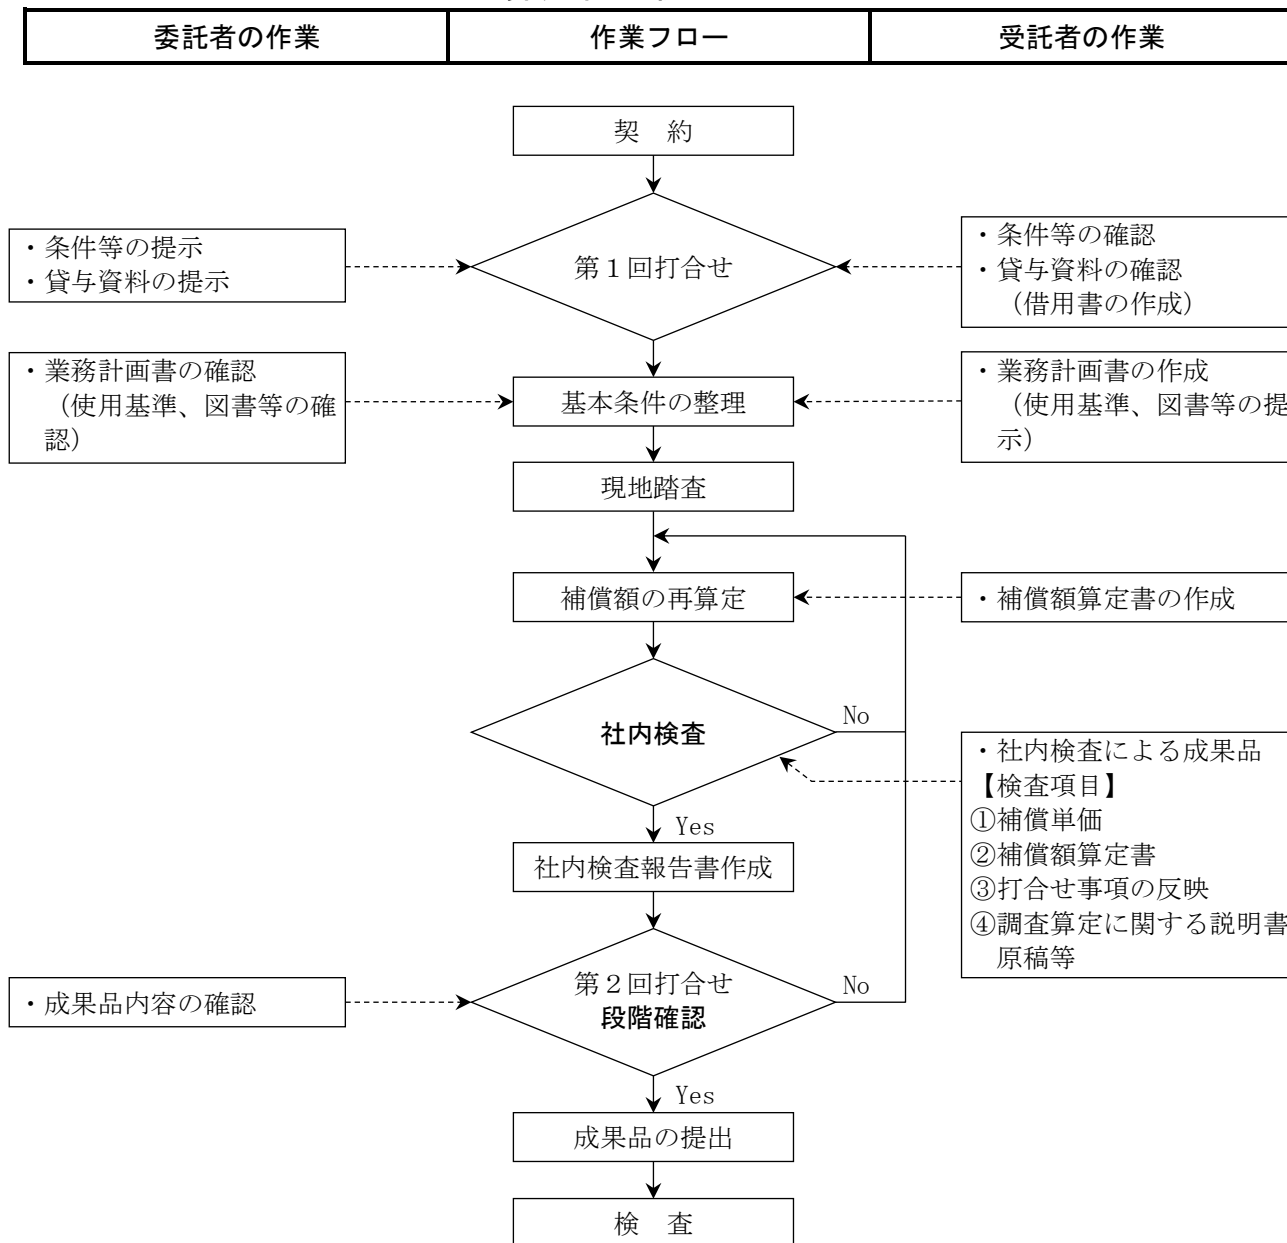 委託者の作業
作業フロー
受託者の作業
契　約
第１回打合せ
・条件等の提示
・貸与資料の提示
・条件等の確認
・貸与資料の確認
（借用書の作成）
・業務計画書の確認
（使用基準、図書等の確
認）
基本条件の整理
・業務計画書の作成
（使用基準、図書等の提
示）
現地踏査
補償額の再算定
・補償額算定書の作成
社内検査
No
・社内検査による成果品
【検査項目】
①補償単価
②補償額算定書
③打合せ事項の反映
④調査算定に関する説明書
原稿等
Yes
社内検査報告書作成
第２回打合せ
段階確認
No
・成果品内容の確認
Yes
成果品の提出
検　査